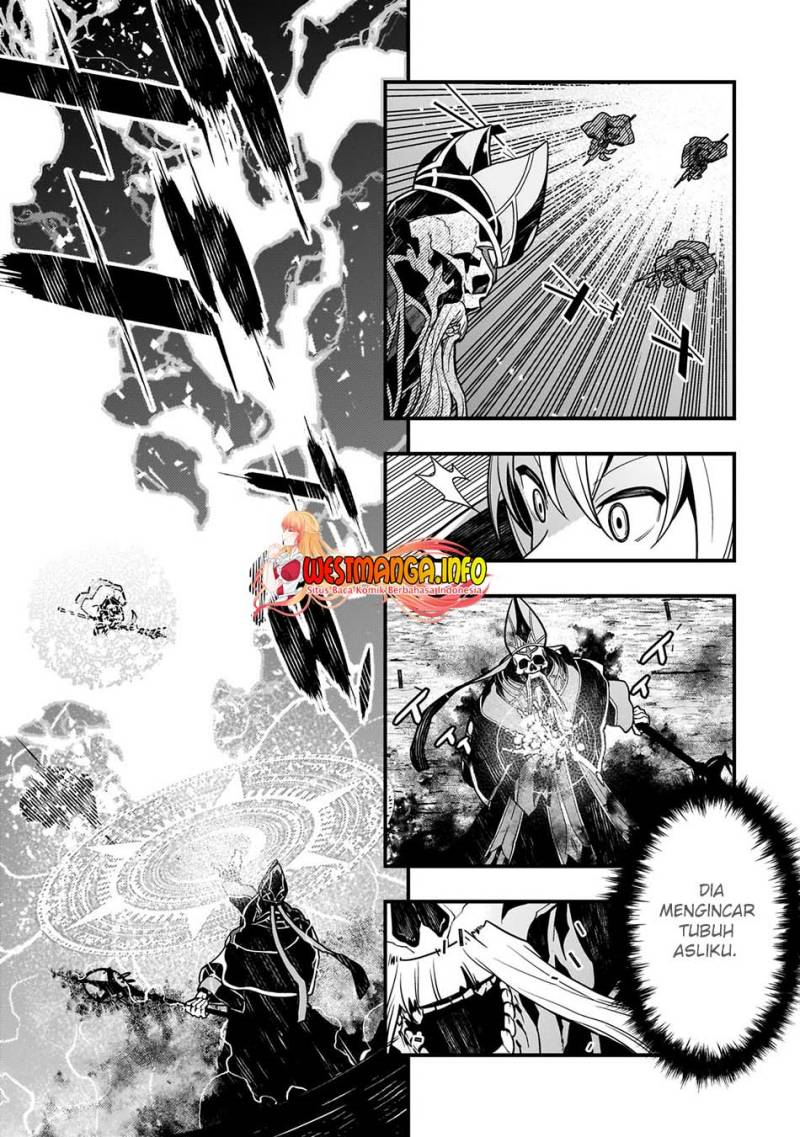 WESTMANGA.INFO
Situs Baca Komik Berbahasa Indonesia
DIA
MENGINCAR
TUBUH
ASLIKU.